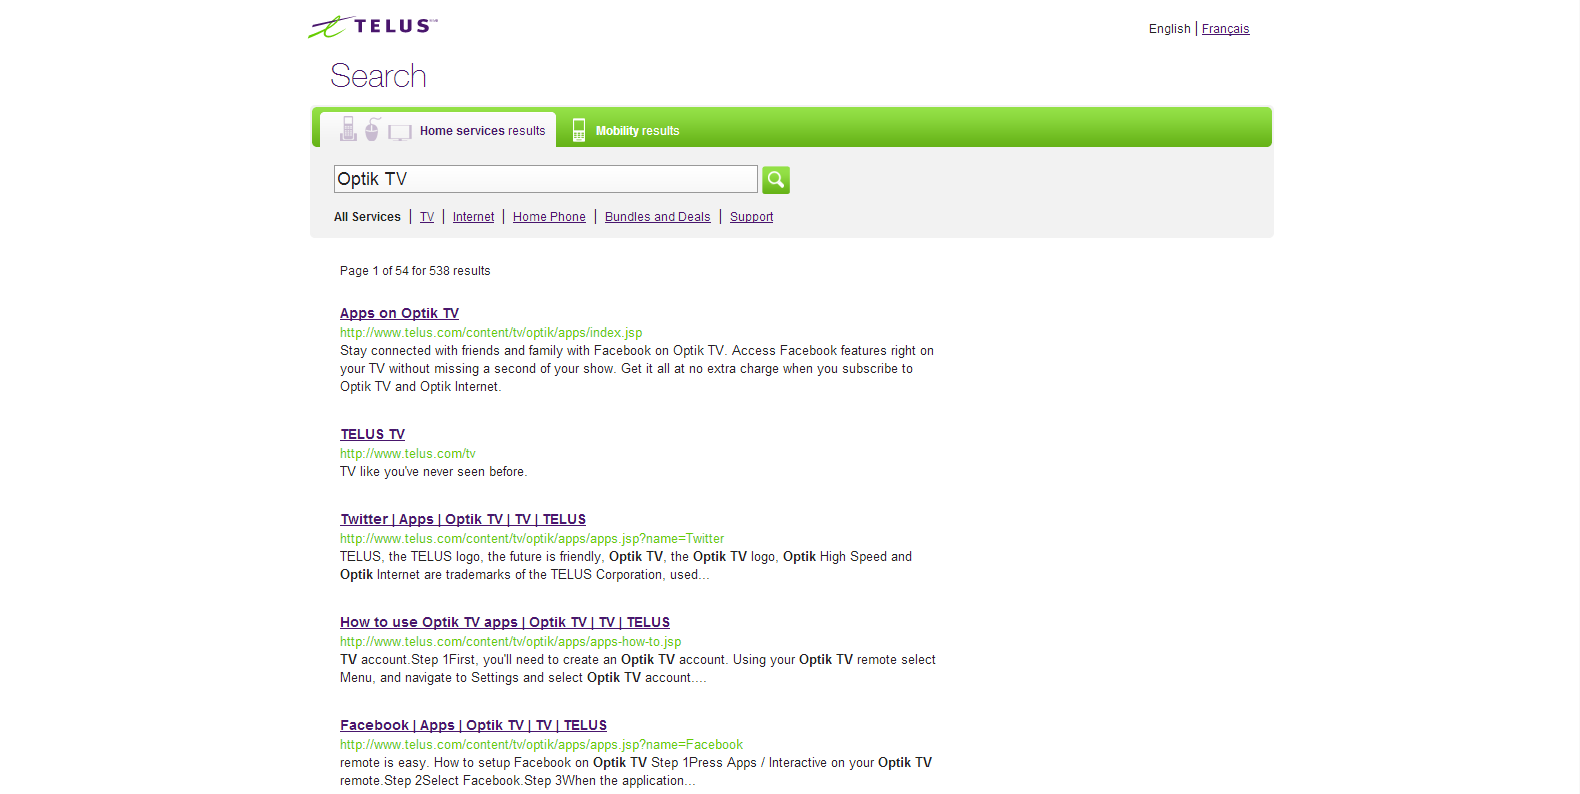 TELUS
English | Français
Search
Home services results
Mobility results
Optik TV
All Services | TV | Internet | Home Phone | Bundles and Deals | Support
Page 1 of 54 for 538 results
Apps on Optik TV
http://www.telus.com/content/tv/optik/apps/index.jsp
Stay connected with friends and family with Facebook on Optik TV. Access Facebook features right on
your TV without missing a second of your show. Get it all at no extra charge when you subscribe to
Optik TV and Optik Internet.
TELUS TV
http://www.telus.com/tv
TV like you've never seen before.
Twitter | Apps | Optik TV | TV | TELUS
http://www.telus.com/content/tv/optik/apps/apps.jsp?name=Twitter
TELUS, the TELUS logo, the future is friendly, Optik TV, the Optik TV logo, Optik High Speed and
Optik Internet are trademarks of the TELUS Corporation, used...
How to use Optik TV apps | Optik TV | TV | TELUS
http://www.telus.com/content/tv/optik/apps/apps-how-to.jsp
TV account.Step 1First, you'll need to create an Optik TV account. Using your Optik TV remote select
Menu, and navigate to Settings and select Optik TV account....
Facebook | Apps | Optik TV | TV | TELUS
http://www.telus.com/content/tv/optik/apps/apps.jsp?name=Facebook
remote is easy. How to setup Facebook on Optik TV Step 1Press Apps / Interactive on your Optik TV
remote.Step 2Select Facebook.Step 3When the application...